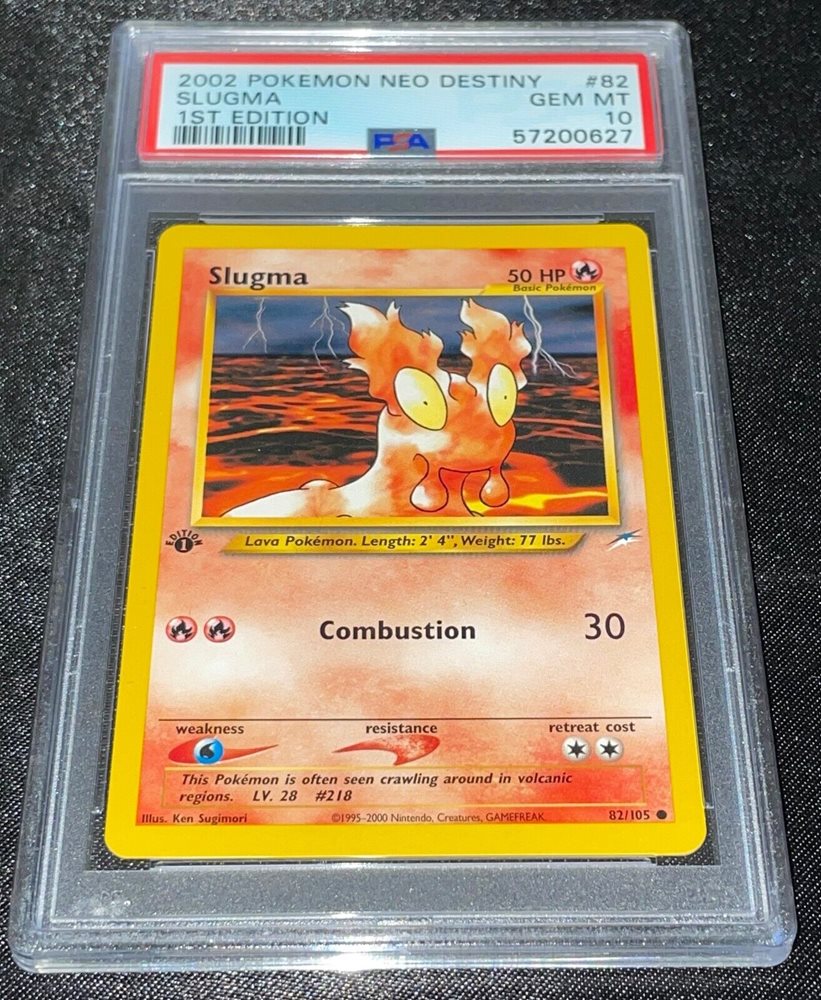 2002 POKEMON NEO DESTINY #82
SLUGMA GEM MT
1ST EDITION 10
PSA 57200627
Slugma 50 HP
Basic Pokémon
EDITION
1
Lava Pokémon. Length: 2' 4", Weight: 77 lbs.
Combustion 30
weakness resistance retreat cost
This Pokémon is often seen crawling around in volcanic
regions. LV. 28 #218
Illus. Ken Sugimori ©1995-2000 Nintendo, Creatures, GAMEFREAK. 82/105